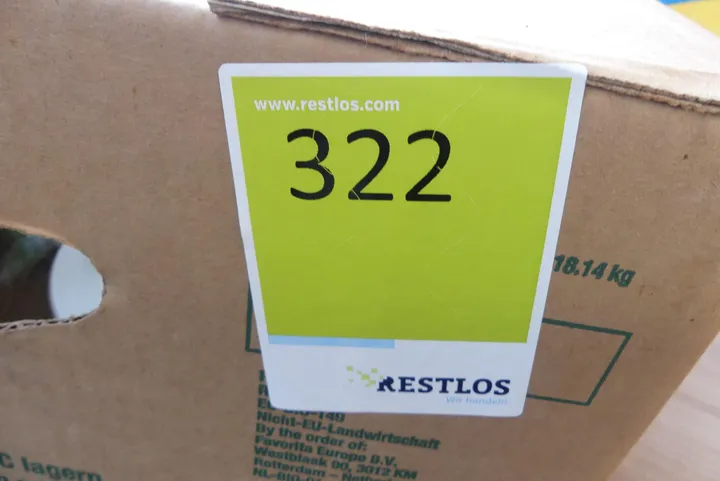 www.restlos.com
322
18.14 kg
RESTLOS
Wir handeln!
Nicht-EU-Landwirtschaft
By the order of:
Favorita Europe B.V.
Westblaak 90, 3012 KM
Rotterdam –
C lagern